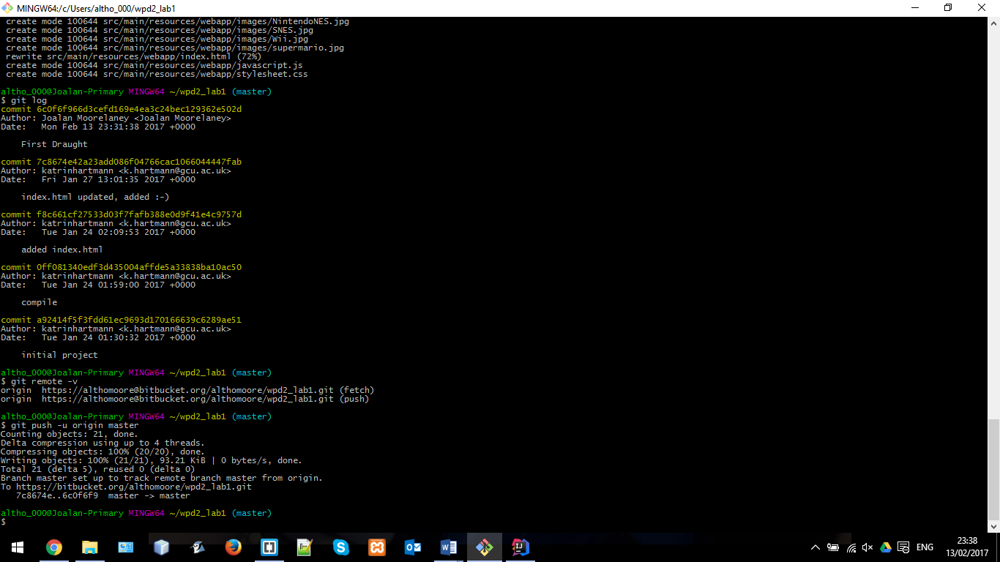 MINGW64:/c/Users/altho_000/wpd2_lab1
create mode 100644 src/main/resources/webapp/images/NintendoNES.jpg
create mode 100644 src/main/resources/webapp/images/SNES.jpg
create mode 100644 src/main/resources/webapp/images/Wii.jpg
create mode 100644 src/main/resources/webapp/images/supermario.jpg
rewrite src/main/resources/webapp/index.html (72%)
create mode 100644 src/main/resources/webapp/javascript.js
create mode 100644 src/main/resources/webapp/stylesheet.css
altho_000@Joalan-Primary MINGW64 ~/wpd2_lab1 (master)
$ git log
commit 6c0f6f966d3cefd169e4ea3c24bec129362e502d
Author: Joalan Moorelaney <Joalan Moorelaney>
Date:   Mon Feb 13 23:31:38 2017 +0000
First Draught
commit 7c8674e42a23add086f04766cac1066044447fab
Author: katrinhartmann <k.hartmann@gcu.ac.uk>
Date:   Fri Jan 27 13:01:35 2017 +0000
index.html updated, added :-)
commit f8c661cf27533d03f7fafb388e0d9f41e4c9757d
Author: katrinhartmann <k.hartmann@gcu.ac.uk>
Date:   Tue Jan 24 02:09:53 2017 +0000
added index.html
commit 0ff081340edf3d435004affde5a33838ba10ac50
Author: katrinhartmann <k.hartmann@gcu.ac.uk>
Date:   Tue Jan 24 01:59:00 2017 +0000
compile
commit a92414f5f3fdd61ec9693d170166639c6289ae51
Author: katrinhartmann <k.hartmann@gcu.ac.uk>
Date:   Tue Jan 24 01:30:32 2017 +0000
initial project
altho_000@Joalan-Primary MINGW64 ~/wpd2_lab1 (master)
$ git remote -v
origin  https://althomoore@bitbucket.org/althomoore/wpd2_lab1.git (fetch)
origin  https://althomoore@bitbucket.org/althomoore/wpd2_lab1.git (push)
altho_000@Joalan-Primary MINGW64 ~/wpd2_lab1 (master)
$ git push -u origin master
Counting objects: 21, done.
Delta compression using up to 4 threads.
Compressing objects: 100% (20/20), done.
Writing objects: 100% (21/21), 93.21 KiB | 0 bytes/s, done.
Total 21 (delta 5), reused 0 (delta 0)
Branch master set up to track remote branch master from origin.
To https://bitbucket.org/althomoore/wpd2_lab1.git
7c8674e..6c0f6f9  master -> master
altho_000@Joalan-Primary MINGW64 ~/wpd2_lab1 (master)
$
ENG
23:38
13/02/2017